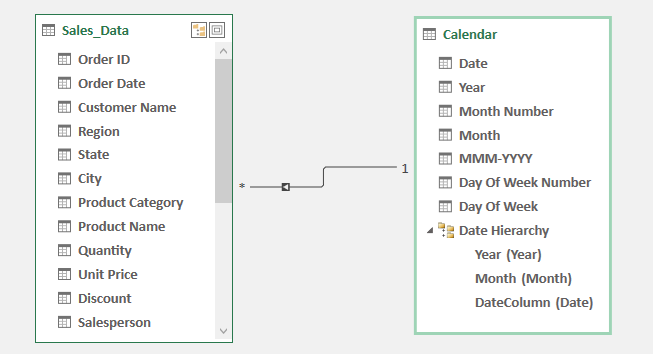 Sales_Data
Order ID
Order Date
Customer Name
Region
State
City
Product Category
Product Name
Quantity
Unit Price
Discount
Salesperson
*
1
Calendar
Date
Year
Month Number
Month
MMM-YYYY
Day Of Week Number
Day Of Week
Date Hierarchy
Year (Year)
Month (Month)
DateColumn (Date)